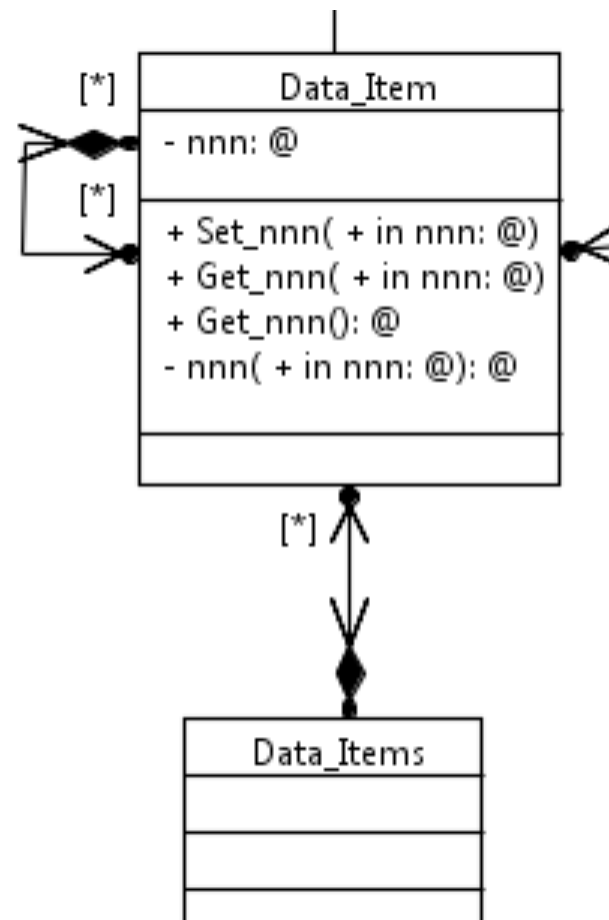 [*]
Data_Item
- nnn: @
[*]
+ Set_nnn( + in nnn: @)
+ Get_nnn( + in nnn: @)
+ Get_nnn(): @
- nnn( + in nnn: @): @
[*]
Data_Items